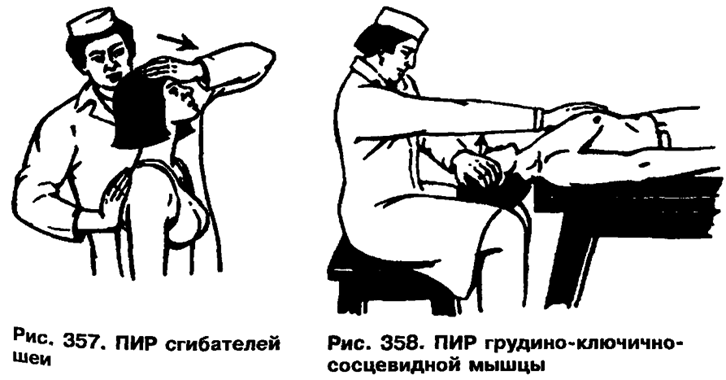 Рис. 357. ПИР сгибателей
шеи
Рис. 358. ПИР грудино-ключично-
сосцевидной мышцы